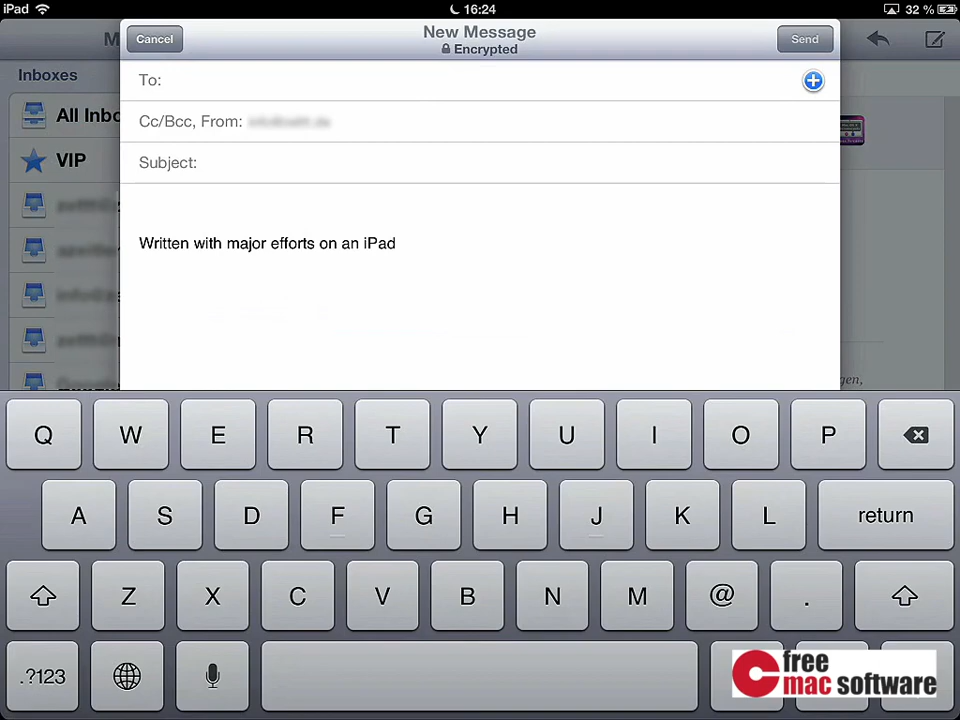 iPad 16:24 32 %
Cancel New Message Send
Encrypted
Inboxes
To:
All Inbo
Cc/Bcc, From:
VIP
Subject:
Written with major efforts on an iPad
gen,
Q W E R T Y U I O P
A S D F G H J K L return
Z X C V B N M @ .
.?123
free
mac software